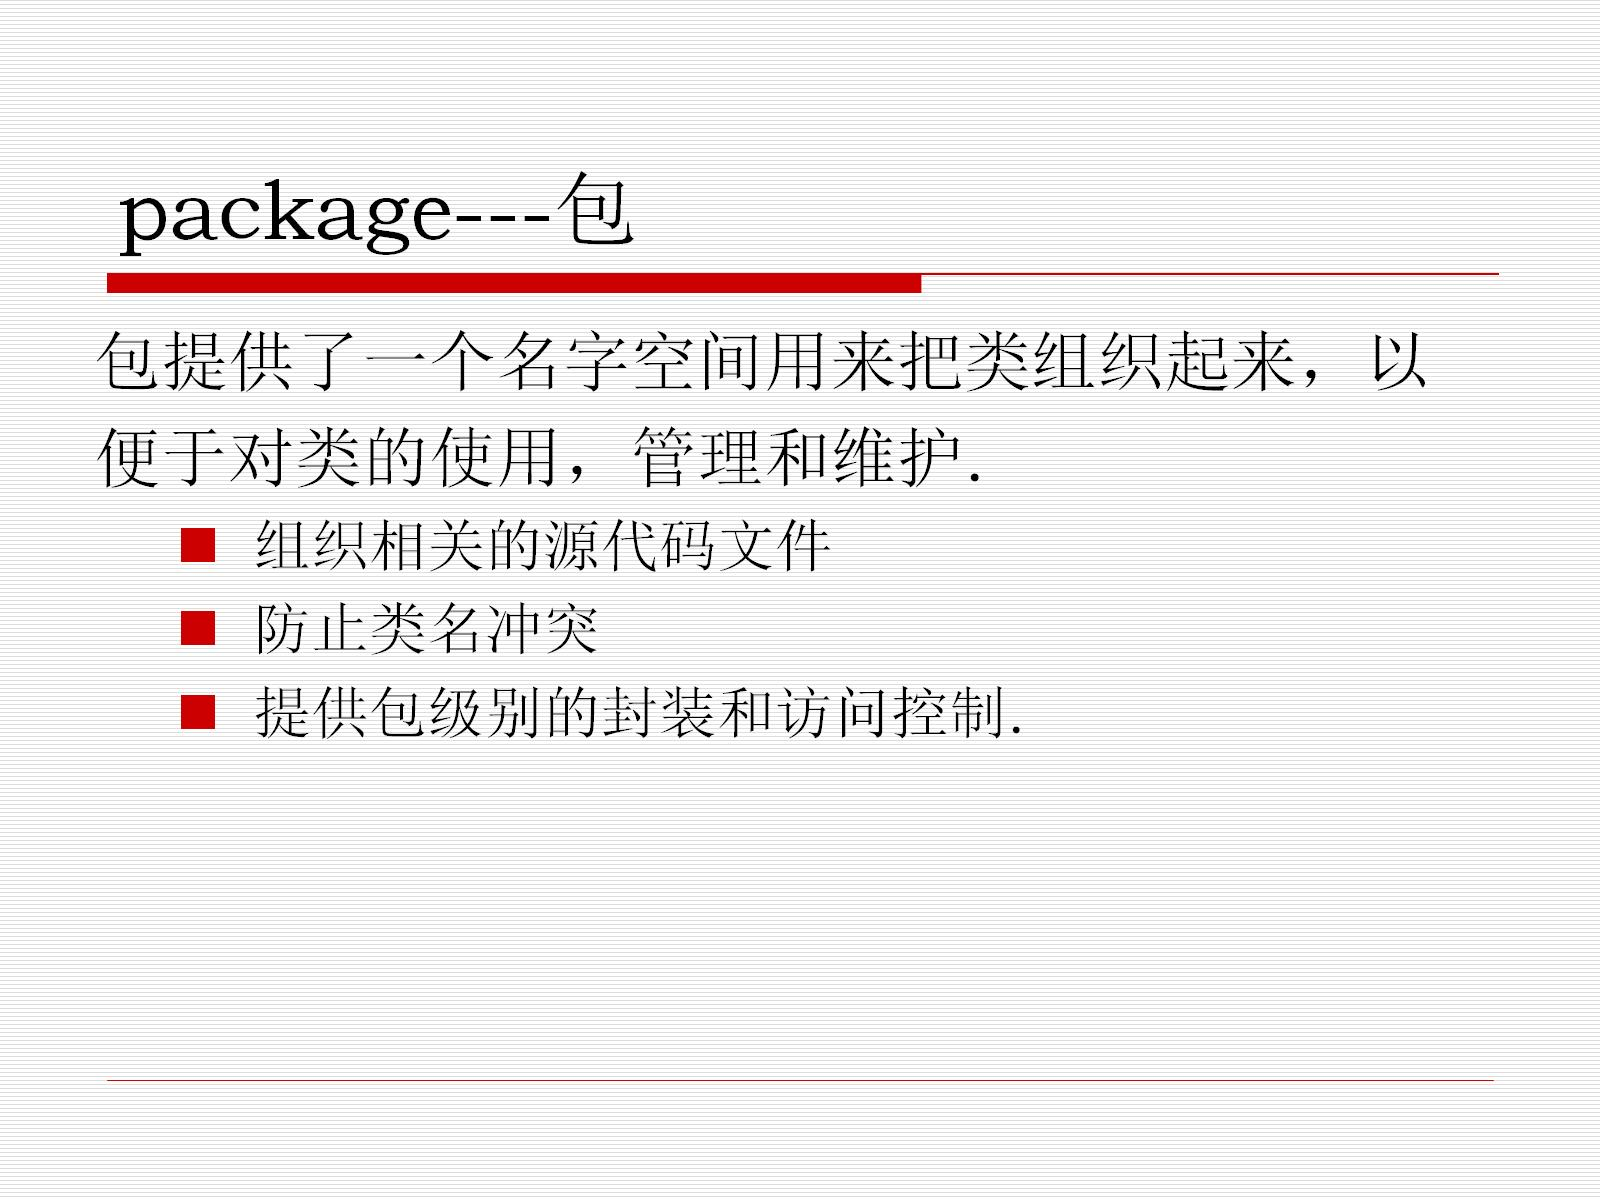 package---包
包提供了一个名字空间用来把类组织起来，以
便于对类的使用，管理和维护.
组织相关的源代码文件
防止类名冲突
提供包级别的封装和访问控制.